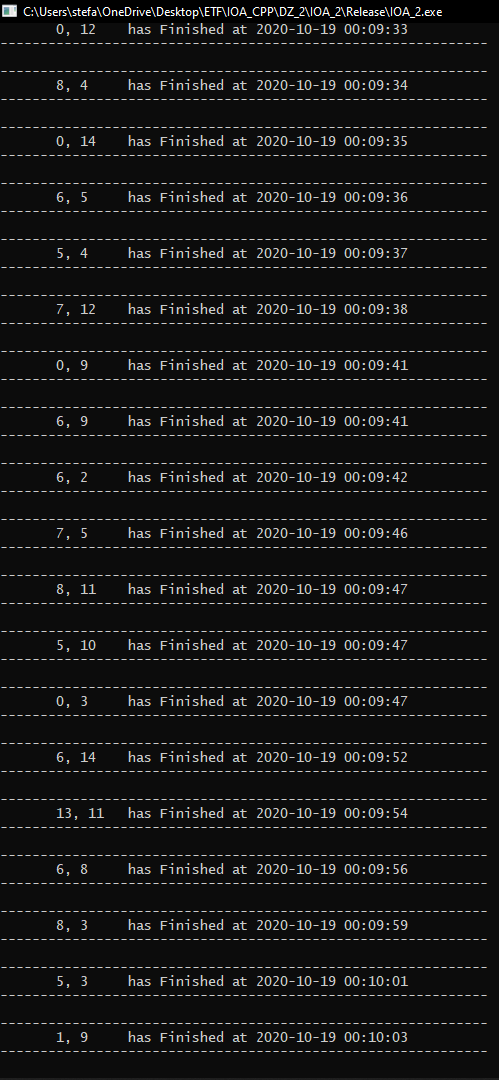 C:\Users\stefa\OneDrive\Desktop\ETF\IOA_CPP\DZ_2\IOA_2\Release\IOA_2.exe
0, 12 has Finished at 2020-10-19 00:09:33
-------------------------------------------------------------
-------------------------------------------------------------
8, 4 has Finished at 2020-10-19 00:09:34
-------------------------------------------------------------
-------------------------------------------------------------
0, 14 has Finished at 2020-10-19 00:09:35
-------------------------------------------------------------
-------------------------------------------------------------
6, 5 has Finished at 2020-10-19 00:09:36
-------------------------------------------------------------
-------------------------------------------------------------
5, 4 has Finished at 2020-10-19 00:09:37
-------------------------------------------------------------
-------------------------------------------------------------
7, 12 has Finished at 2020-10-19 00:09:38
-------------------------------------------------------------
-------------------------------------------------------------
0, 9 has Finished at 2020-10-19 00:09:41
-------------------------------------------------------------
-------------------------------------------------------------
6, 9 has Finished at 2020-10-19 00:09:41
-------------------------------------------------------------
-------------------------------------------------------------
6, 2 has Finished at 2020-10-19 00:09:42
-------------------------------------------------------------
-------------------------------------------------------------
7, 5 has Finished at 2020-10-19 00:09:46
-------------------------------------------------------------
-------------------------------------------------------------
8, 11 has Finished at 2020-10-19 00:09:47
-------------------------------------------------------------
-------------------------------------------------------------
5, 10 has Finished at 2020-10-19 00:09:47
-------------------------------------------------------------
-------------------------------------------------------------
0, 3 has Finished at 2020-10-19 00:09:47
-------------------------------------------------------------
-------------------------------------------------------------
6, 14 has Finished at 2020-10-19 00:09:52
-------------------------------------------------------------
-------------------------------------------------------------
13, 11 has Finished at 2020-10-19 00:09:54
-------------------------------------------------------------
-------------------------------------------------------------
6, 8 has Finished at 2020-10-19 00:09:56
-------------------------------------------------------------
-------------------------------------------------------------
8, 3 has Finished at 2020-10-19 00:09:59
-------------------------------------------------------------
-------------------------------------------------------------
5, 3 has Finished at 2020-10-19 00:10:01
-------------------------------------------------------------
-------------------------------------------------------------
1, 9 has Finished at 2020-10-19 00:10:03
-------------------------------------------------------------